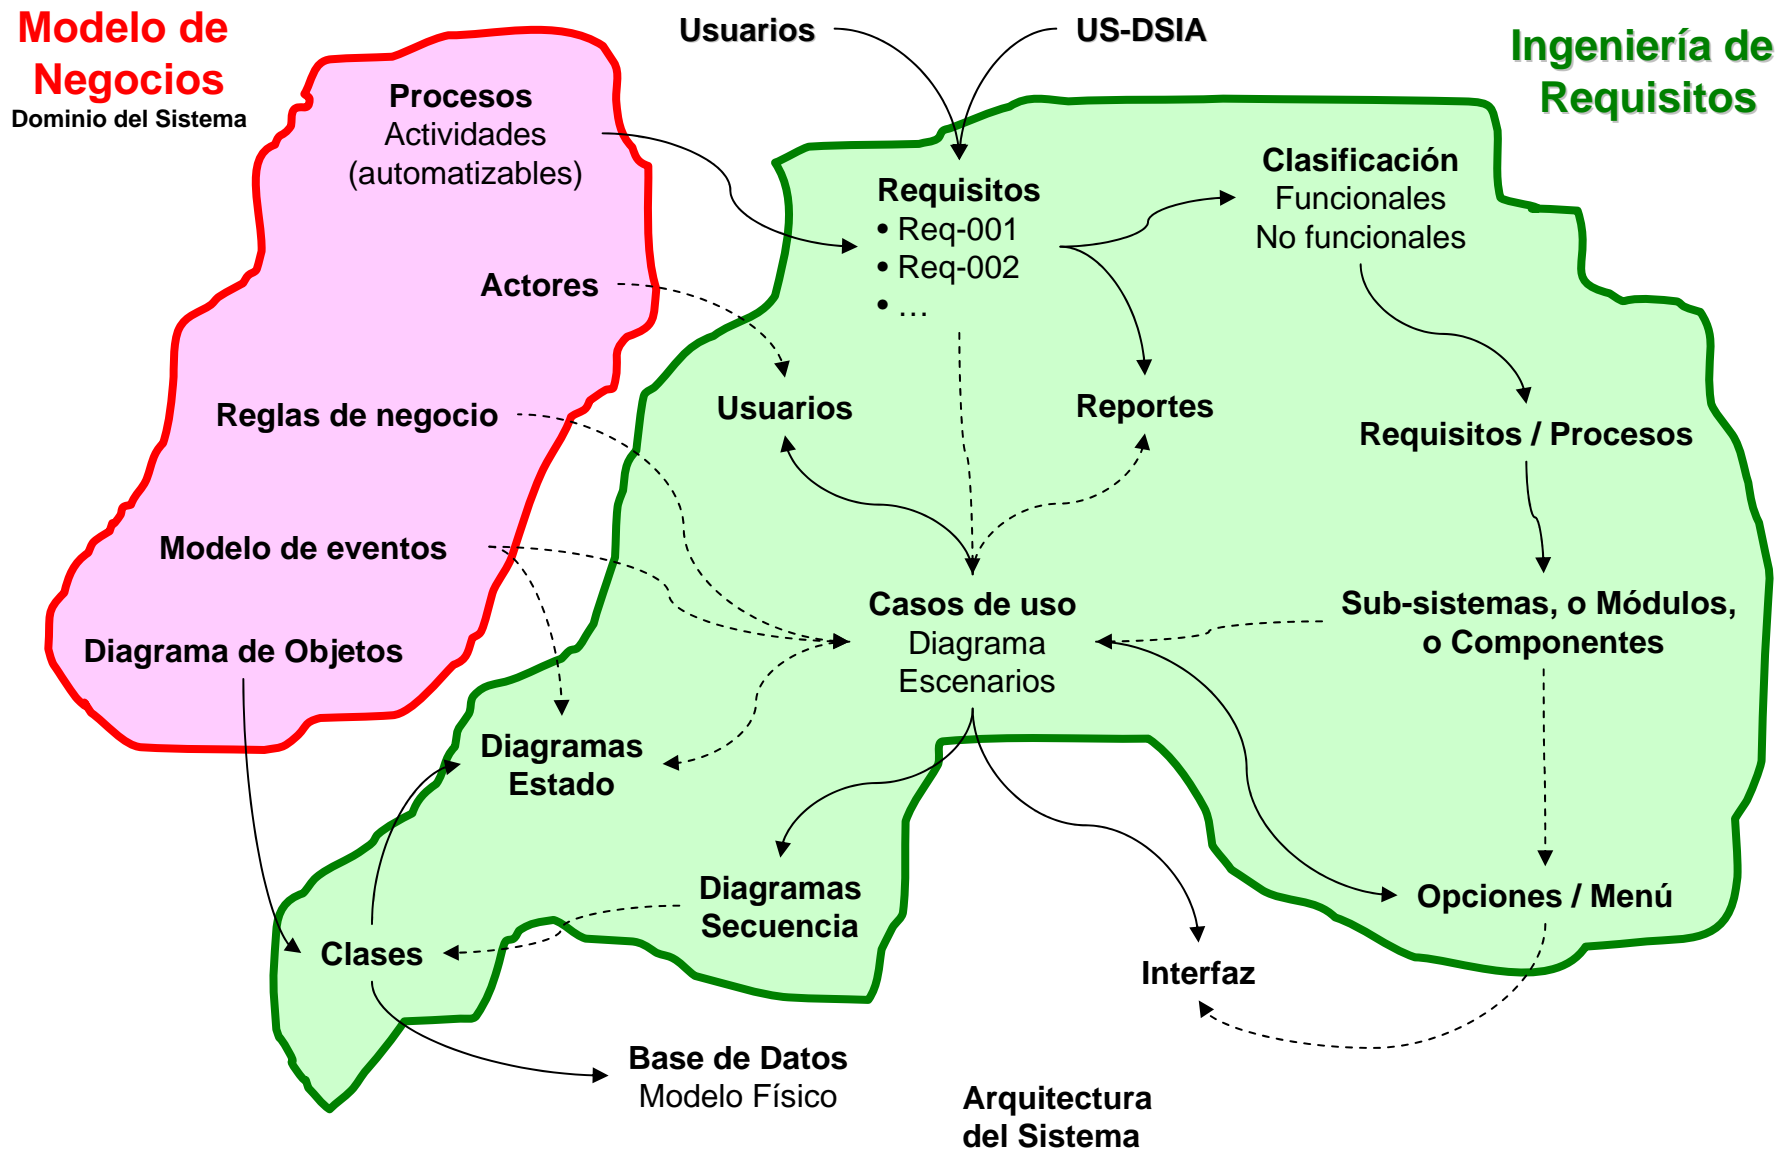 Modelo de
Negocios
Dominio del Sistema
Usuarios
US-DSIA
Ingeniería de
Requisitos
Procesos
Actividades
(automatizables)
Actores
Reglas de negocio
Modelo de eventos
Diagrama de Objetos
Requisitos
• Req-001
• Req-002
• …
Clasificación
Funcionales
No funcionales
Usuarios
Reportes
Requisitos / Procesos
Casos de uso
Diagrama
Escenarios
Sub-sistemas, o Módulos,
o Componentes
Diagramas
Estado
Diagramas
Secuencia
Opciones / Menú
Clases
Interfaz
Base de Datos
Modelo Físico
Arquitectura
del Sistema